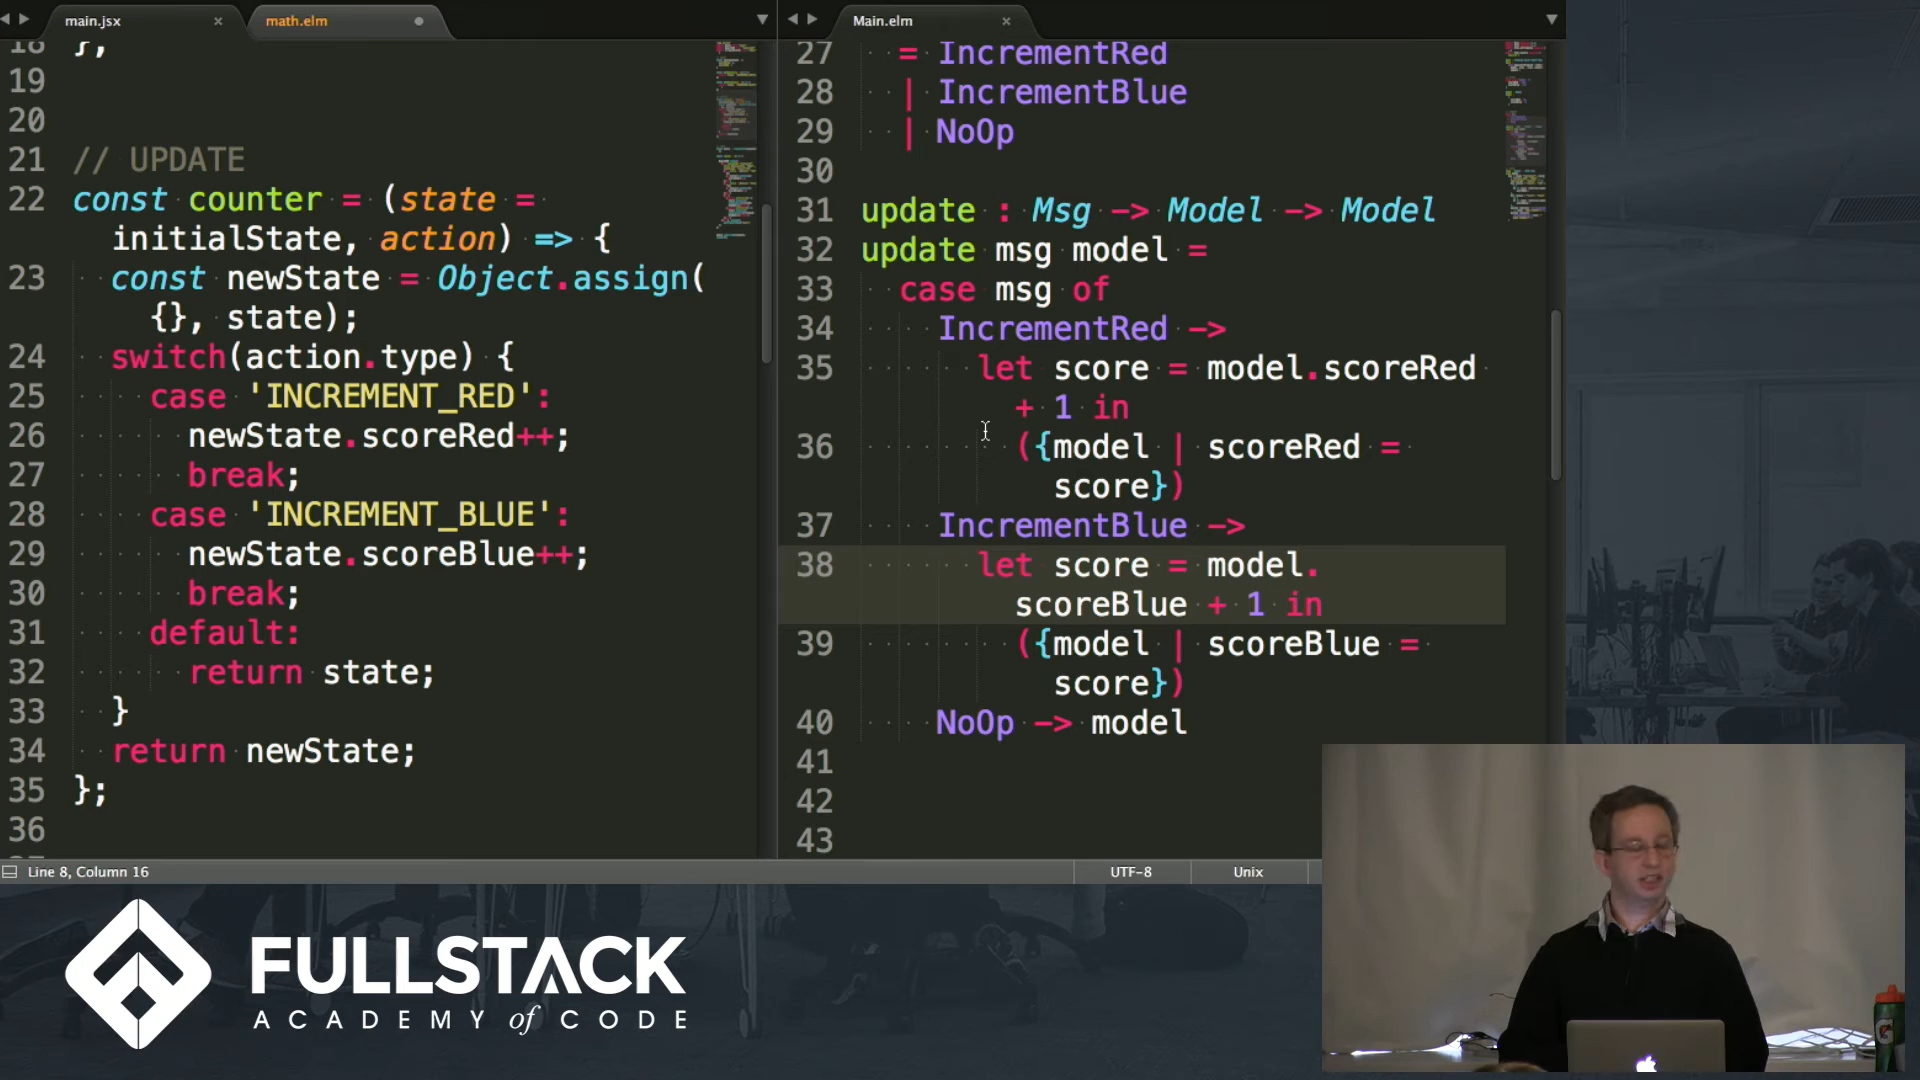 main.jsx
math.elm
Main.elm
18 };
19
20
21 // UPDATE
22 const counter = (state =
initialState, action) => {
23 const newState = Object.assign(
{}, state);
24 switch(action.type) {
25 case 'INCREMENT_RED':
26 newState.scoreRed++;
27 break;
28 case 'INCREMENT_BLUE':
29 newState.scoreBlue++;
30 break;
31 default:
32 return state;
33 }
34 return newState;
35 };
36
27 = IncrementRed
28 | IncrementBlue
29 | NoOp
30
31 update : Msg -> Model -> Model
32 update msg model =
33 case msg of
34 IncrementRed ->
35 let score = model.scoreRed
+ 1 in
36 ({model | scoreRed =
score})
37 IncrementBlue ->
38 let score = model.
scoreBlue + 1 in
39 ({model | scoreBlue =
score})
40 NoOp -> model
41
42
43
Line 8, Column 16
UTF-8
Unix
FULLSTACK
ACADEMY of CODE
G